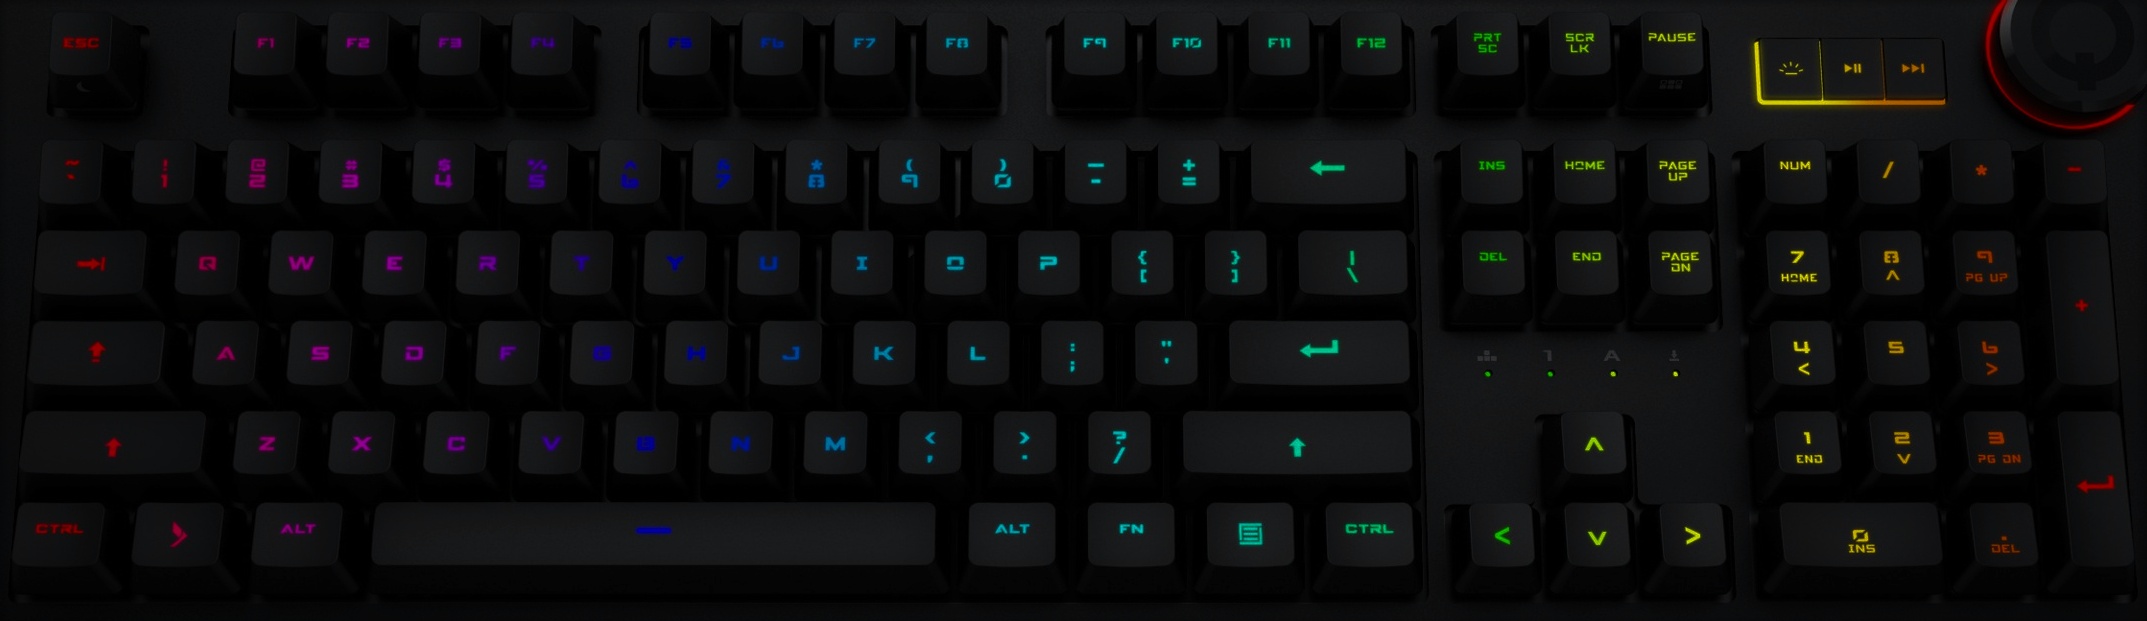 ESC F1 F2 F3 F4 F5 F6 F7 F8 F9 F10 F11 F12 PRT SC SCR LK PAUSE
~ ` ! 1 @ 2 # 3 $ 4 % 5 ^ 6 & 7 * 8 ( 9 ) 0 — - + = INS HOME PAGE UP NUM / * -
Q W E R T Y U I O P { [ } ] | \ DEL END PAGE DN 7 HOME 8 ^ 9 PG UP +
A S D F G H J K L : ; " ' 1 A 4 < 5 6 >
Z X C V B N M < , > . ? / ^ 1 END 2 v 3 PG DN
CTRL ALT ALT FN CTRL < v > 0 INS . DEL